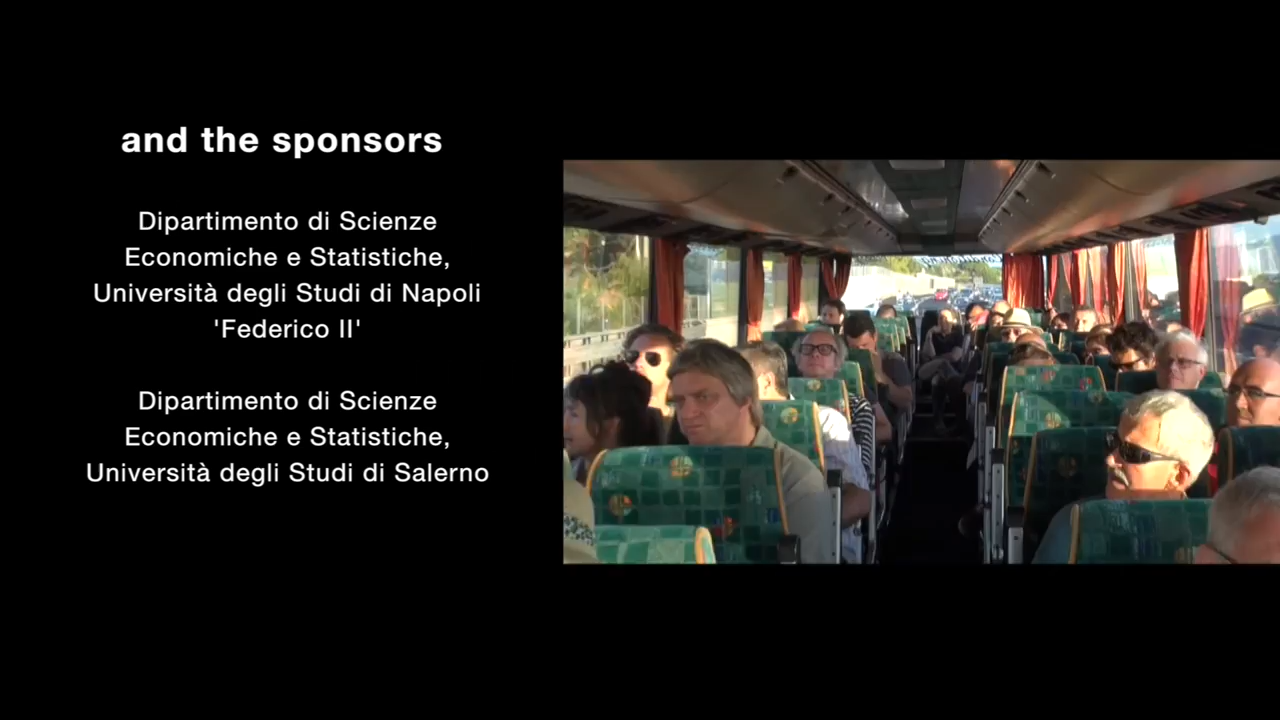 and the sponsors
Dipartimento di Scienze
Economiche e Statistiche,
Università degli Studi di Napoli
'Federico II'
Dipartimento di Scienze
Economiche e Statistiche,
Università degli Studi di Salerno